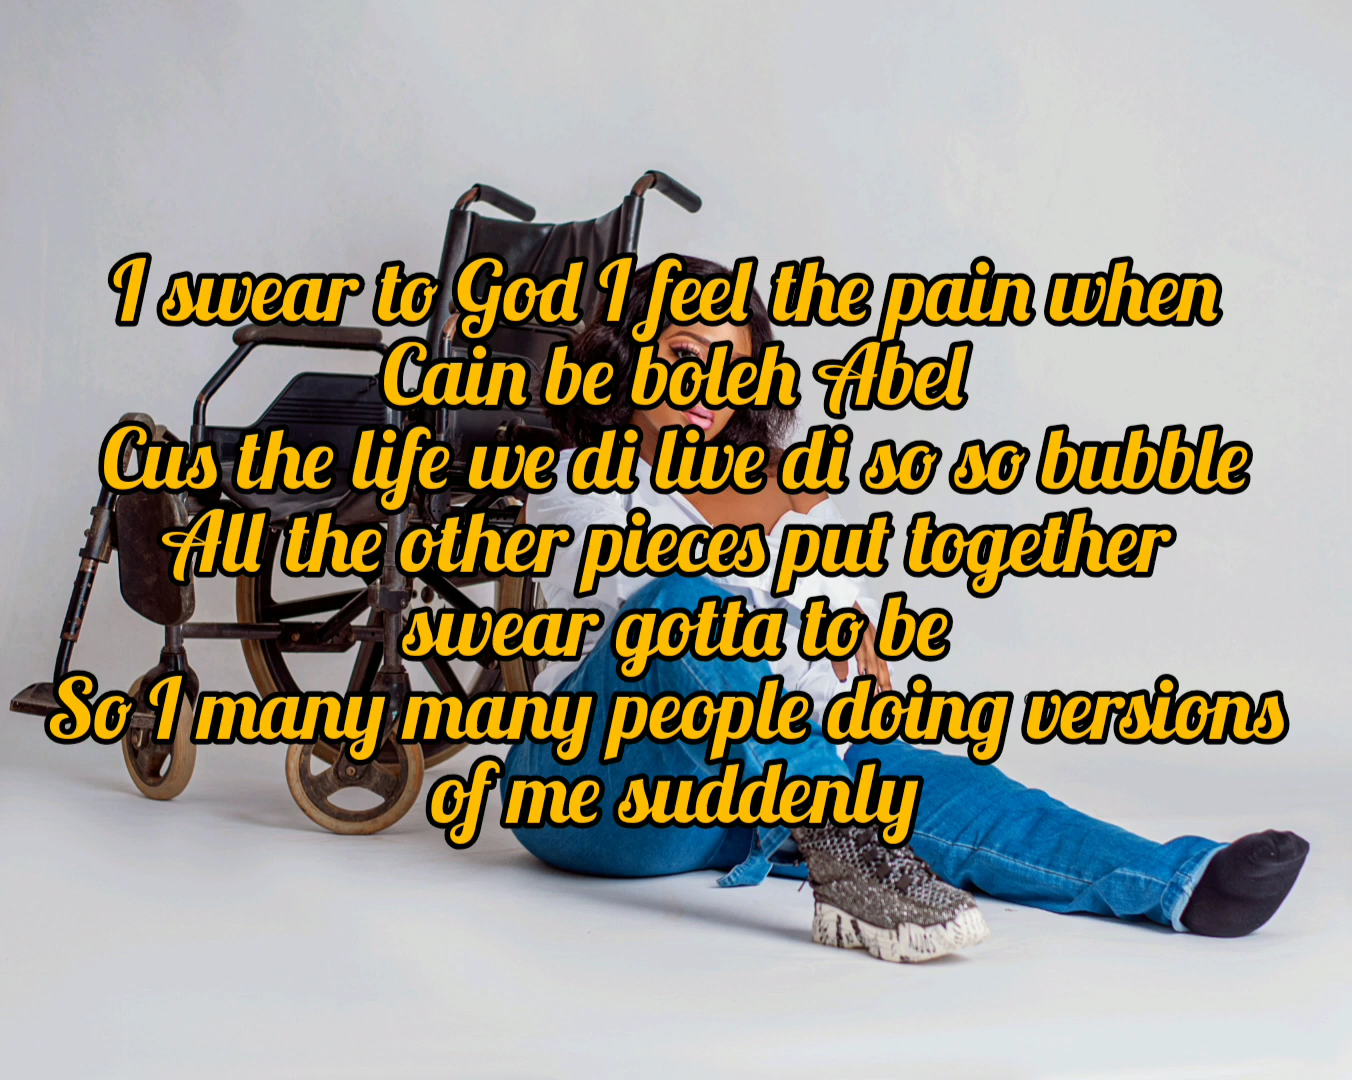 I swear to God I feel the pain when
Cain be boleh Abel
Cus the life we di live di so so bubble
All the other pieces put together
swear gotta to be
So I many many people doing versions
of me suddenly